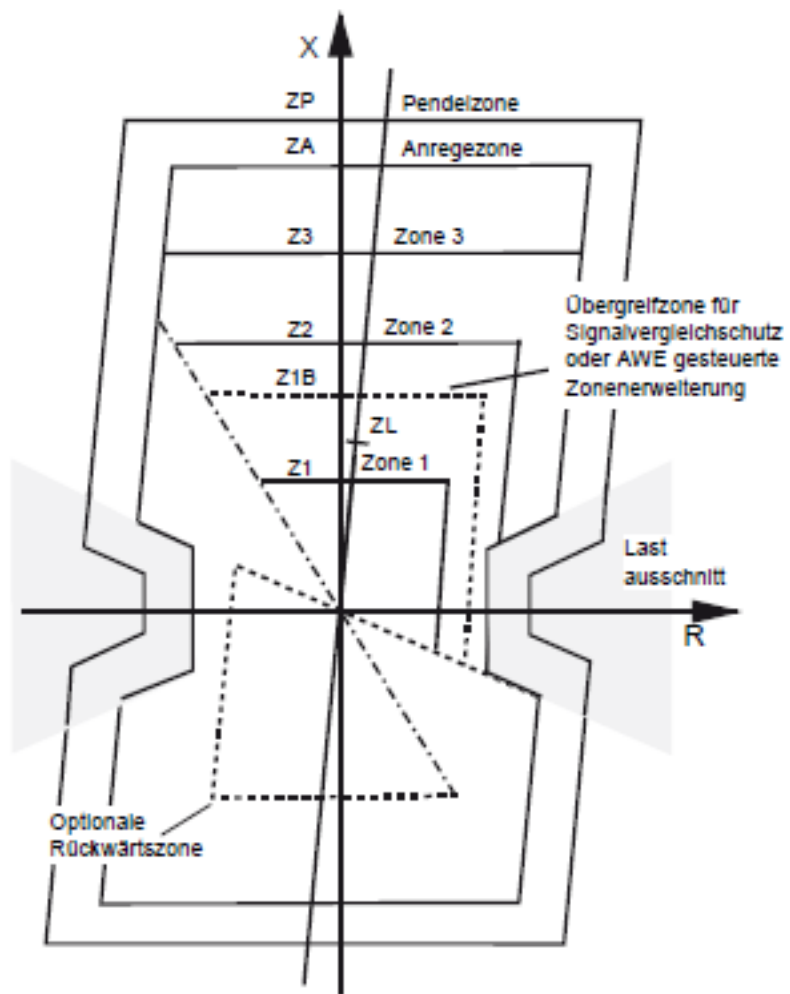 X
ZP Pendelzone
ZA Anregezone
Z3 Zone 3
Übergreifzone für
Signalvergleichschutz
oder AWE gesteuerte
Zonenerweiterung
Z2 Zone 2
Z1B
ZL
Z1 Zone 1
Last
ausschnitt
R
Optionale
Rückwärtszone